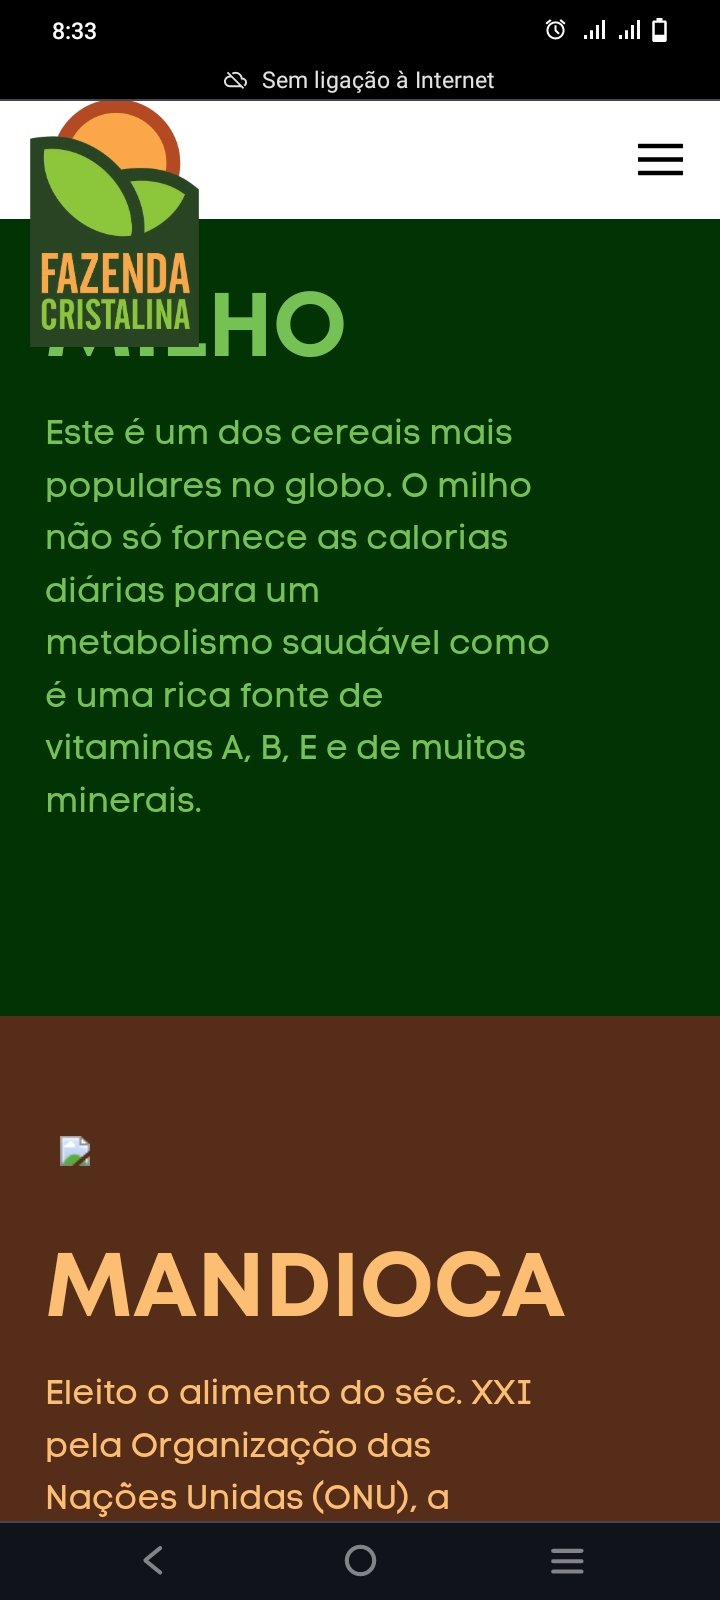 8:33
Sem ligação à Internet
FAZENDA
CRISTALINA
MILHO
Este é um dos cereais mais
populares no globo. O milho
não só fornece as calorias
diárias para um
metabolismo saudável como
é uma rica fonte de
vitaminas A, B, E e de muitos
minerais.
MANDIOCA
Eleito o alimento do séc. XXI
pela Organização das
Nações Unidas (ONU), a